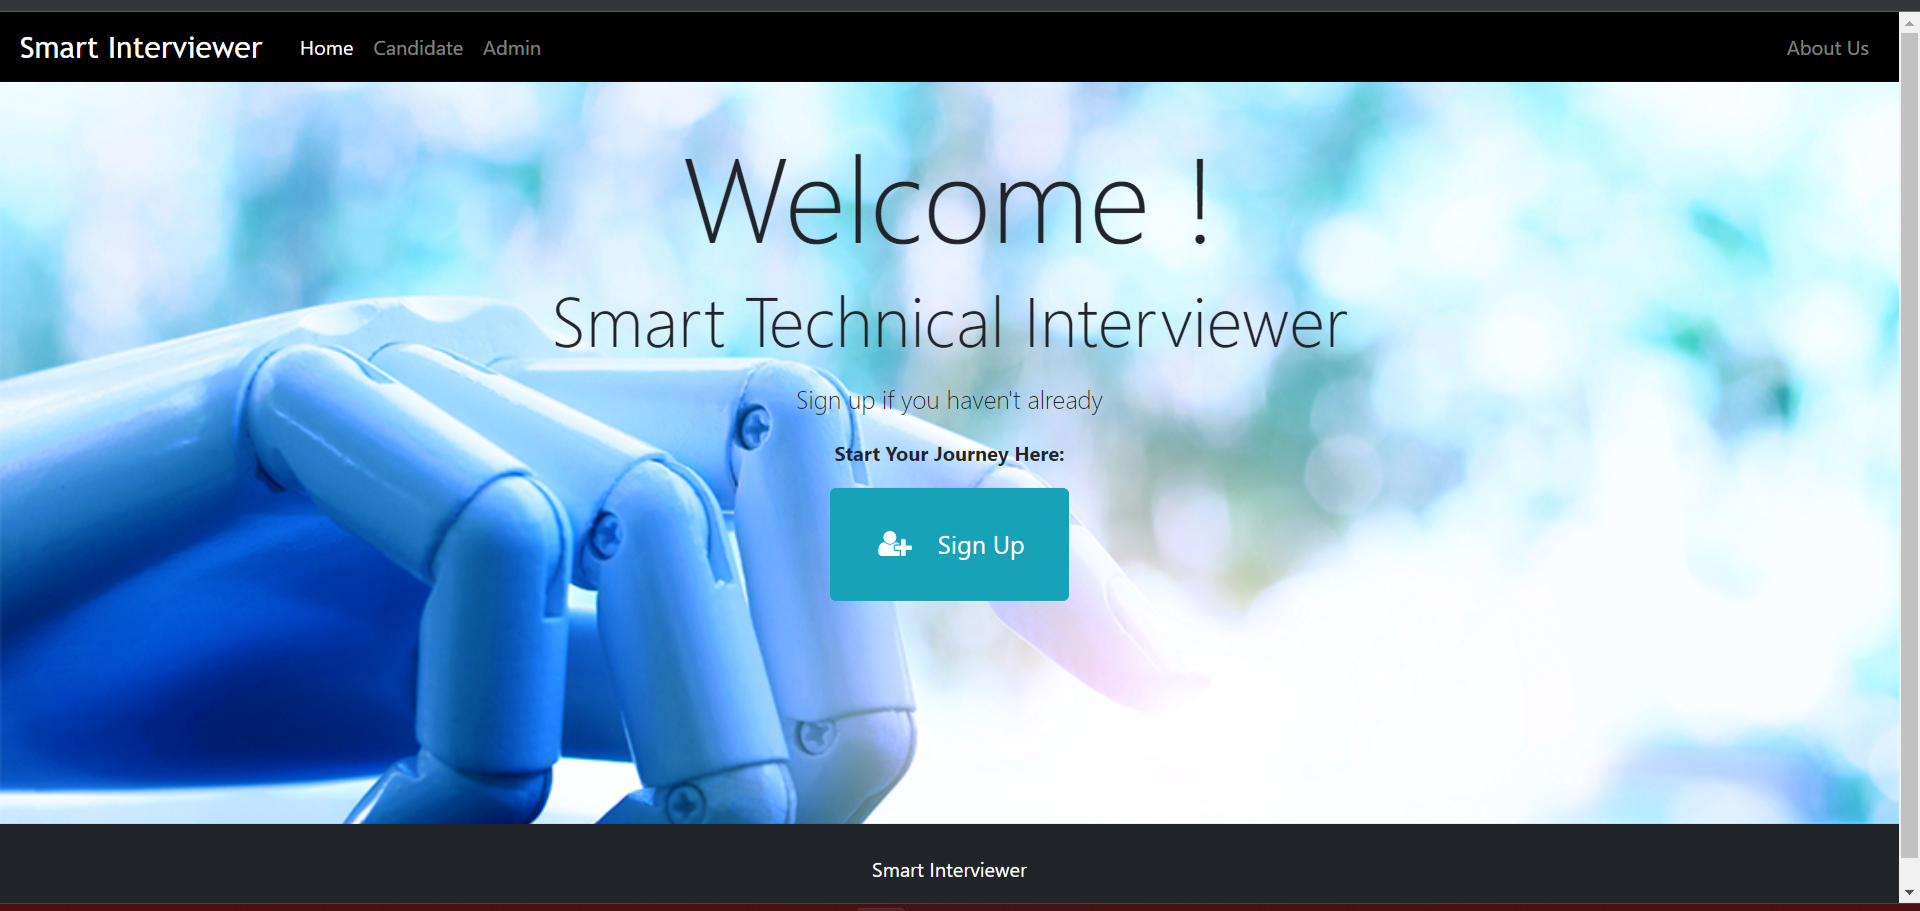 Smart Interviewer Home Candidate Admin About Us
Welcome !
Smart Technical Interviewer
Sign up if you haven't already
Start Your Journey Here:
Sign Up
Smart Interviewer